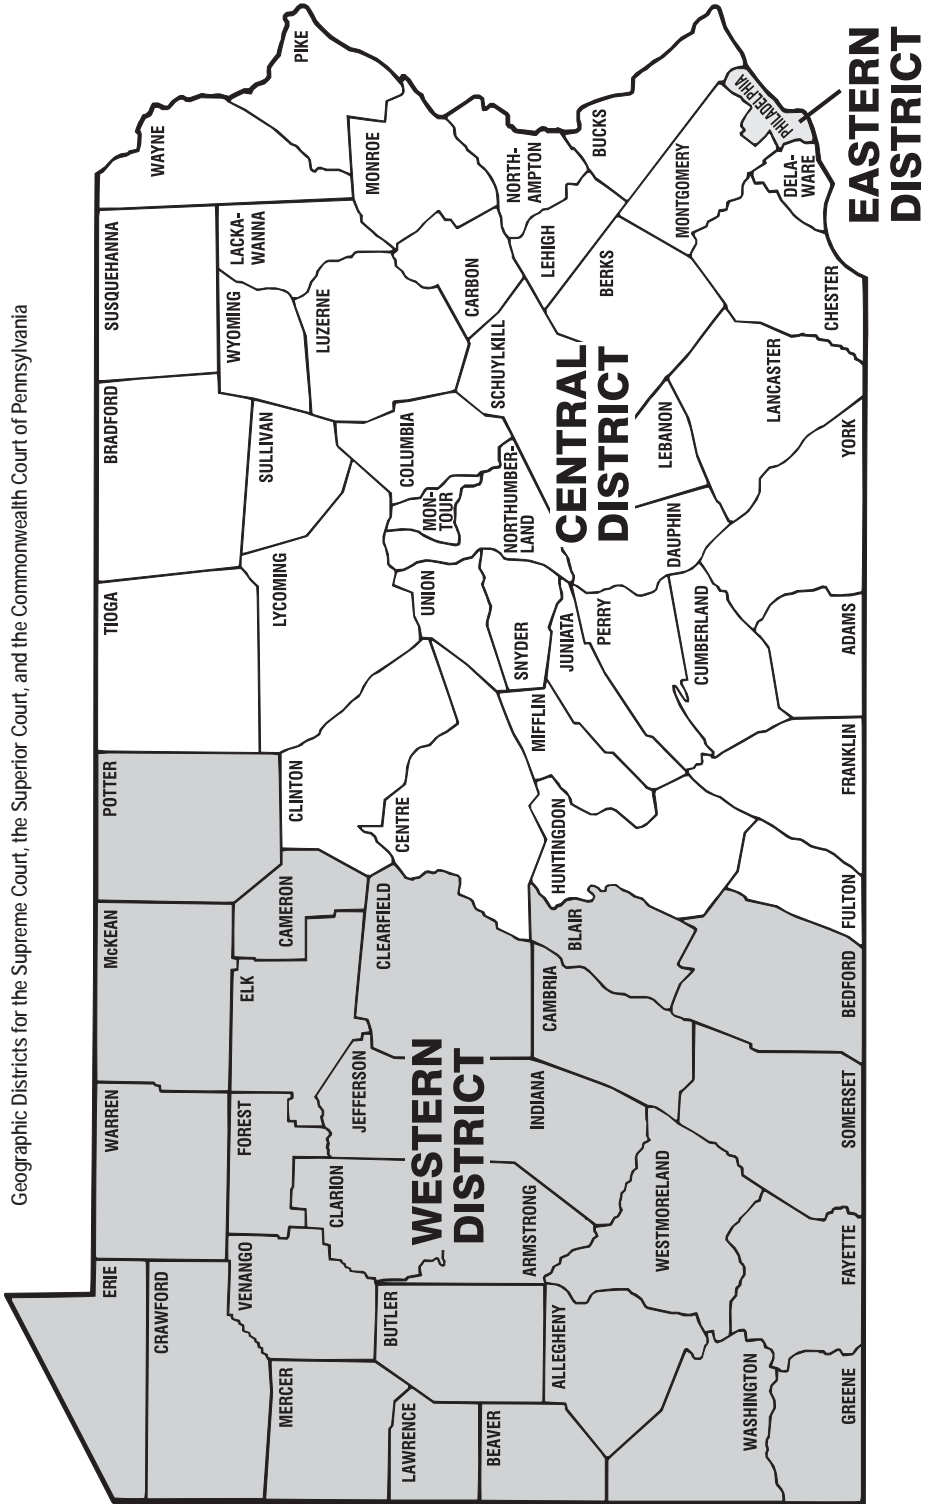 Geographic Districts for the Supreme Court, the Superior Court, and the Commonwealth Court of Pennsylvania
ERIE
WARREN
McKEAN
POTTER
TIOGA
BRADFORD
SUSQUEHANNA
WAYNE
PIKE
CRAWFORD
VENANGO
FOREST
ELK
CAMERON
CLINTON
LYCOMING
SULLIVAN
WYOMING
LACKA-
WANNA
LUZERNE
MONROE
MERCER
CLARION
JEFFERSON
CLEARFIELD
CENTRE
UNION
MON-
TOUR
COLUMBIA
CARBON
NORTH-
AMPTON
LAWRENCE
BUTLER
WESTERN
DISTRICT
BEAVER
ARMSTRONG
INDIANA
CAMBRIA
BLAIR
HUNTINGDON
MIFFLIN
SNYDER
JUNIATA
PERRY
NORTHUMBER-
LAND
SCHUYLKILL
LEHIGH
BUCKS
CENTRAL
DISTRICT
BERKS
ALLEGHENY
WESTMORELAND
CUMBERLAND
DAUPHIN
LEBANON
MONTGOMERY
PHILADELPHIA
WASHINGTON
LANCASTER
CHESTER
DELA-
WARE
GREENE
FAYETTE
SOMERSET
BEDFORD
FULTON
FRANKLIN
ADAMS
YORK
EASTERN
DISTRICT